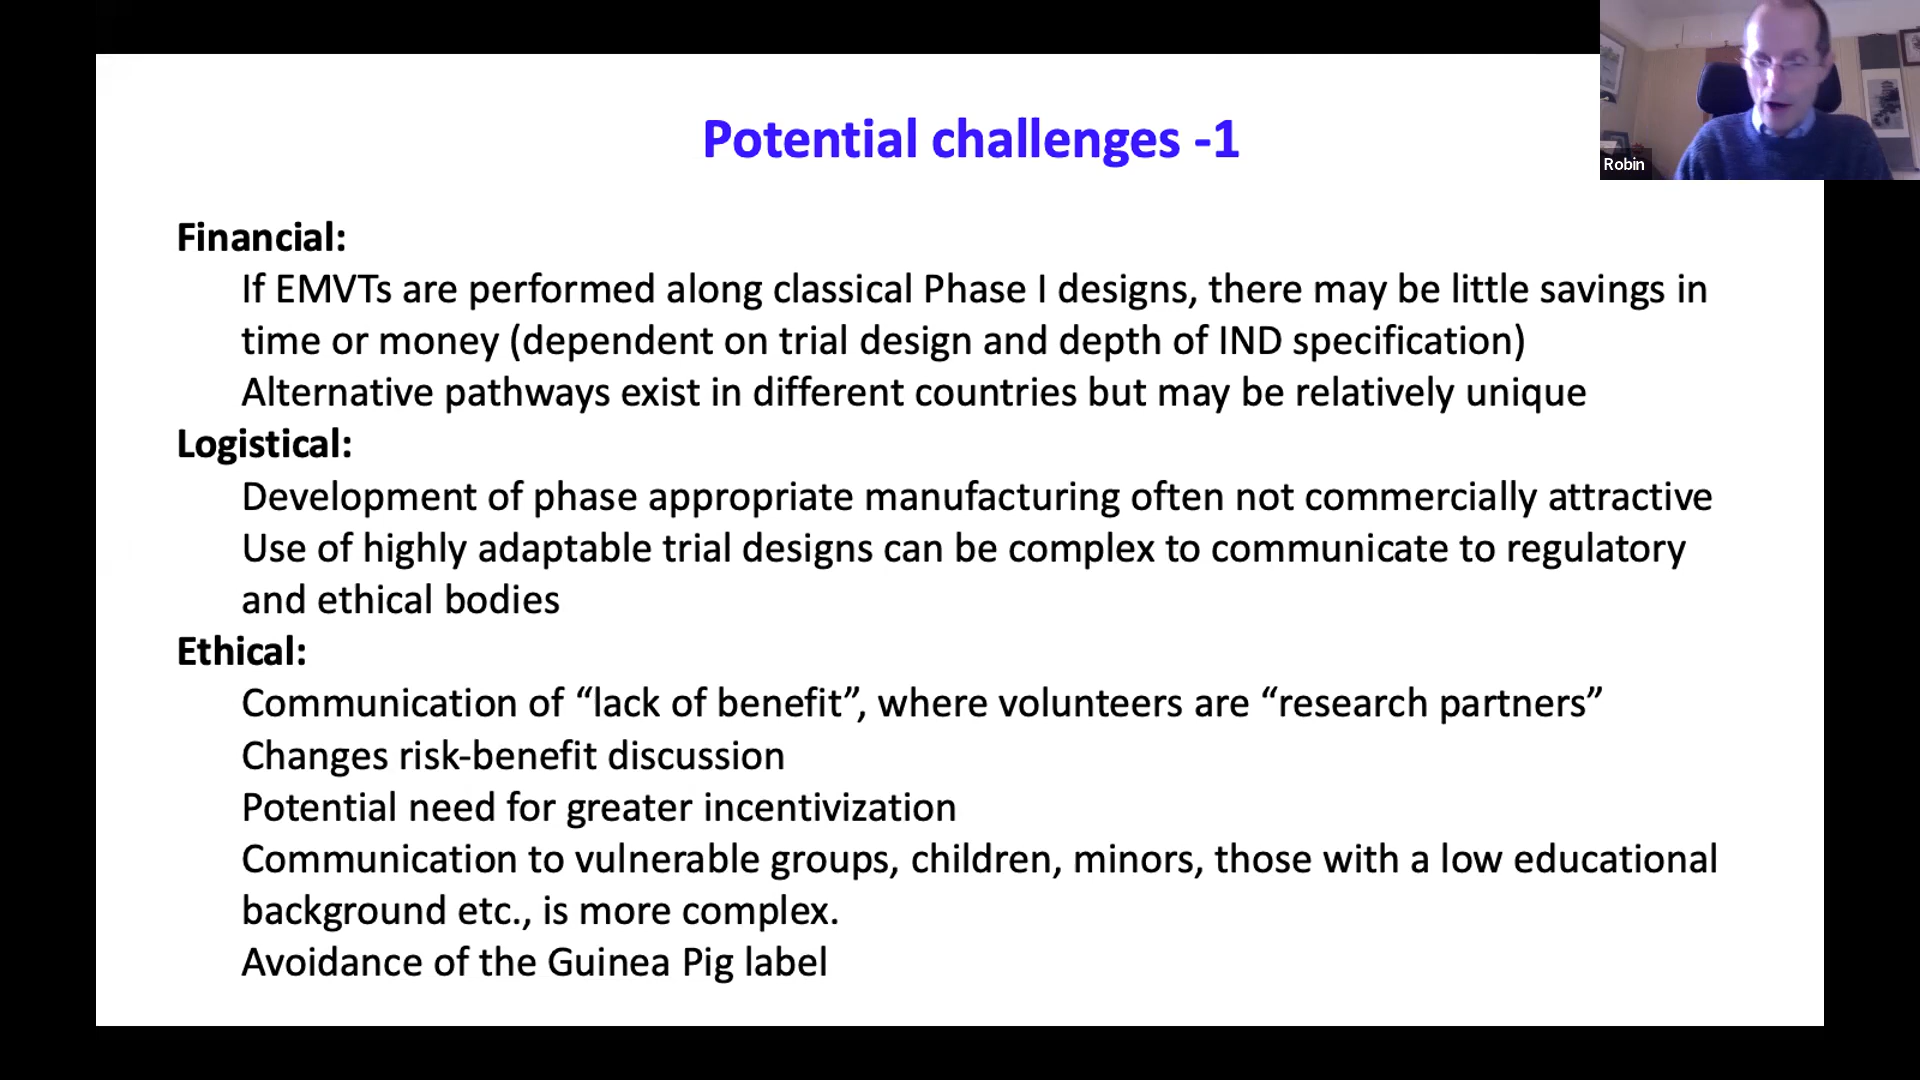 Potential challenges -1
Robin
Financial:
If EMVTs are performed along classical Phase I designs, there may be little savings in
time or money (dependent on trial design and depth of IND specification)
Alternative pathways exist in different countries but may be relatively unique
Logistical:
Development of phase appropriate manufacturing often not commercially attractive
Use of highly adaptable trial designs can be complex to communicate to regulatory
and ethical bodies
Ethical:
Communication of “lack of benefit”, where volunteers are “research partners”
Changes risk-benefit discussion
Potential need for greater incentivization
Communication to vulnerable groups, children, minors, those with a low educational
background etc., is more complex.
Avoidance of the Guinea Pig label